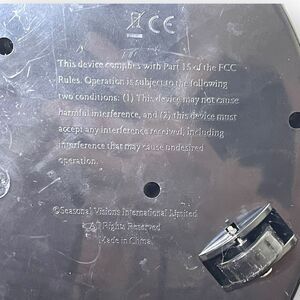 CE
This device complies with Part 15 of the FCC
Rules. Operation is subject to the following
two conditions: (1) This device may not cause
harmful interference, and (2) this device must
accept any interference received, including
interference that may cause undesired
operation.
©Seasonal Visions International Limited
All Rights Reserved
Made in China